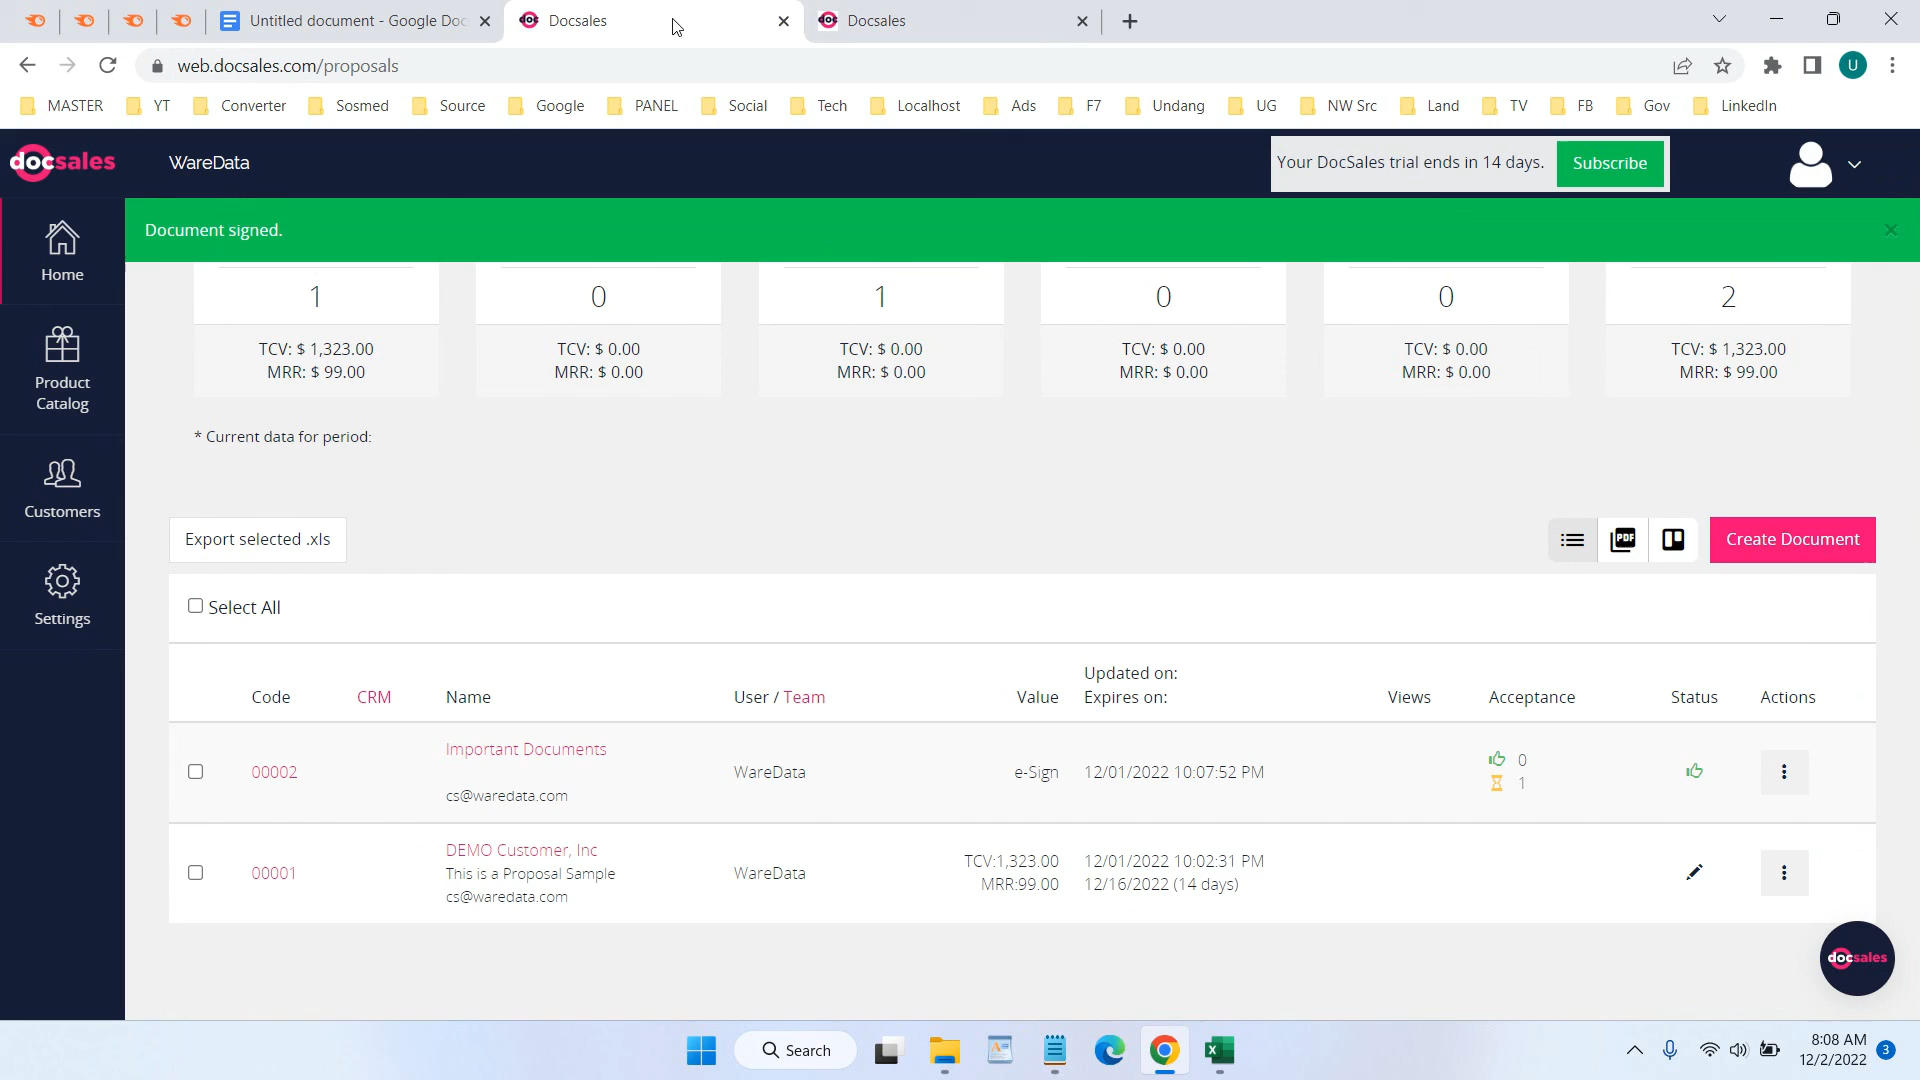 Untitled document - Google Doc
Docsales
Docsales
web.docsales.com/proposals
U
MASTER
YT
Converter
Sosmed
Source
Google
PANEL
Social
Tech
Localhost
Ads
F7
Undang
UG
NW Src
Land
TV
FB
Gov
LinkedIn
docsales
WareData
Your DocSales trial ends in 14 days.
Subscribe
Document signed.
Home
Product
Catalog
Customers
Settings
1
0
1
0
0
2
TCV: $ 1,323.00
MRR: $ 99.00
TCV: $ 0.00
MRR: $ 0.00
TCV: $ 0.00
MRR: $ 0.00
TCV: $ 0.00
MRR: $ 0.00
TCV: $ 0.00
MRR: $ 0.00
TCV: $ 1,323.00
MRR: $ 99.00
* Current data for period:
Export selected .xls
PDF
Create Document
Select All
Code
CRM
Name
User / Team
Value
Updated on:
Expires on:
Views
Acceptance
Status
Actions
00002
Important Documents
cs@waredata.com
WareData
e-Sign
12/01/2022 10:07:52 PM
0
1
00001
DEMO Customer, Inc
This is a Proposal Sample
cs@waredata.com
WareData
TCV:1,323.00
MRR:99.00
12/01/2022 10:02:31 PM
12/16/2022 (14 days)
docsales
Search
8:08 AM
12/2/2022
3